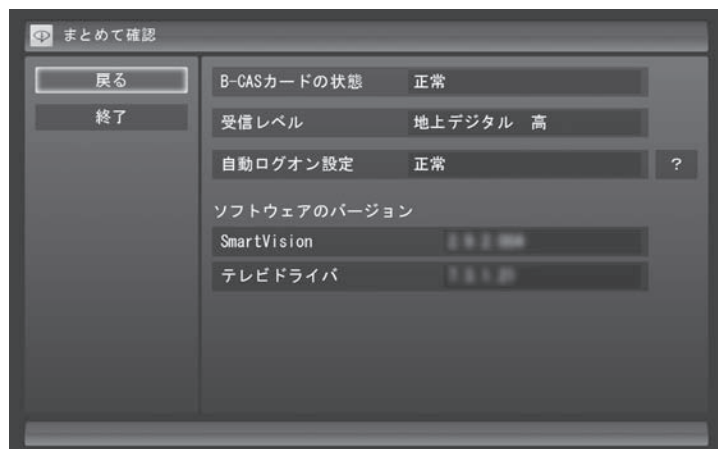 まとめて確認
戻る
終了
B-CASカードの状態 正常
受信レベル 地上デジタル 高
自動ログオン設定 正常 ?
ソフトウェアのバージョン
SmartVision
テレビドライバ